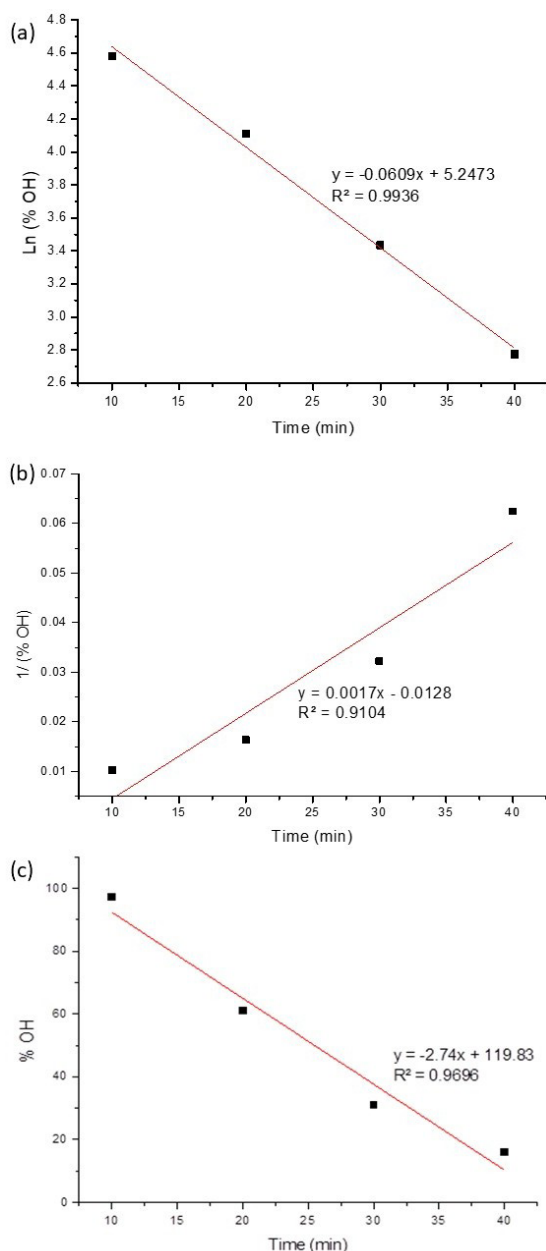 (a)
4.8
4.6
4.4
4.2
4.0
3.8
3.6
3.4
3.2
3.0
2.8
2.6
Ln (% OH)
y = -0.0609x + 5.2473
R² = 0.9936
10 15 20 25 30 35 40
Time (min)
(b)
0.07
0.06
0.05
0.04
0.03
0.02
0.01
1/ (% OH)
y = 0.0017x - 0.0128
R² = 0.9104
10 15 20 25 30 35 40
Time (min)
(c)
100
80
60
40
20
0
% OH
y = -2.74x + 119.83
R² = 0.9696
10 15 20 25 30 35 40
Time (min)